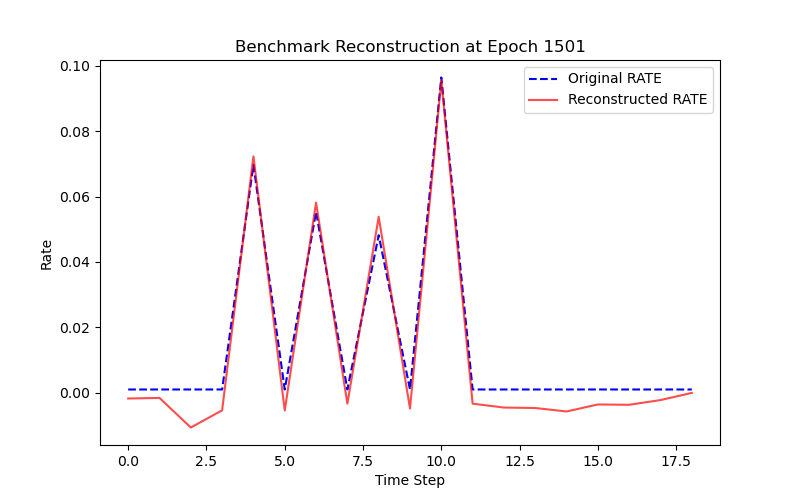 Benchmark Reconstruction at Epoch 1501
Original RATE
Reconstructed RATE
0.10
0.08
0.06
0.04
0.02
0.00
Rate
0.0 2.5 5.0 7.5 10.0 12.5 15.0 17.5
Time Step